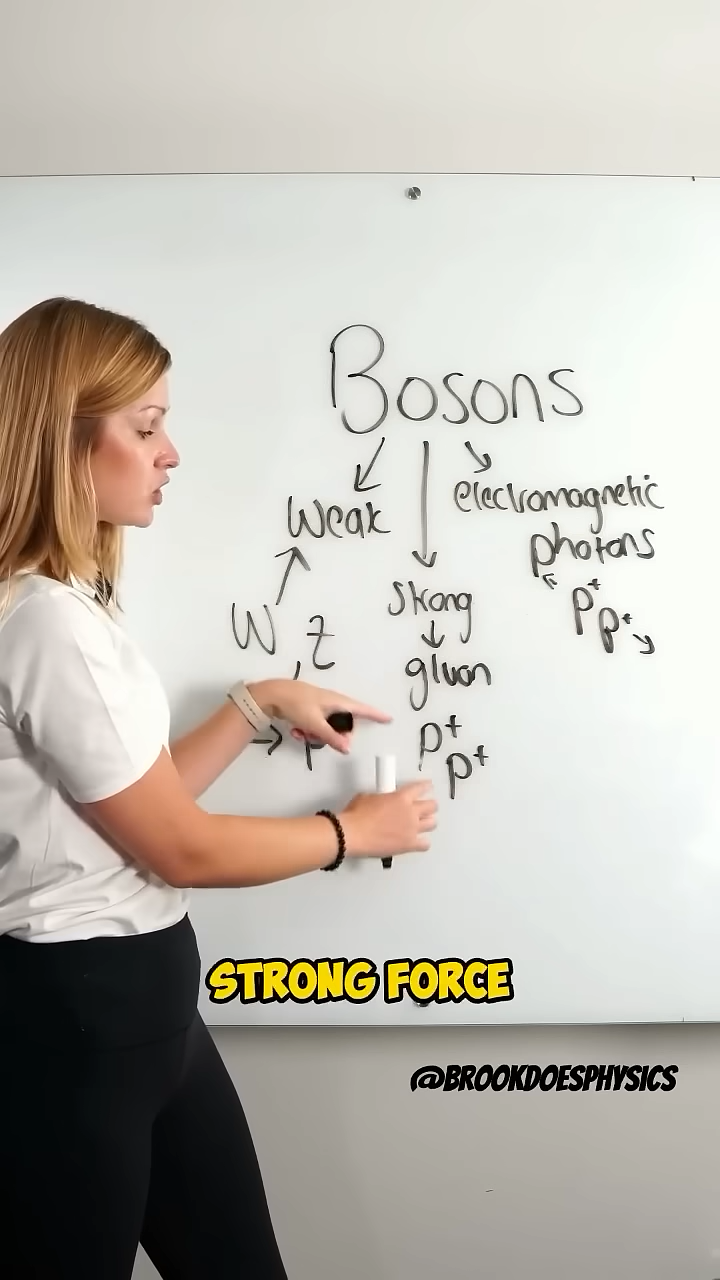 Bosons
Weak
electromagnetic
photons
W, Z
Strong
gluon
p+
p+
p+
p+
STRONG FORCE
@BROOKDOESPHYSICS